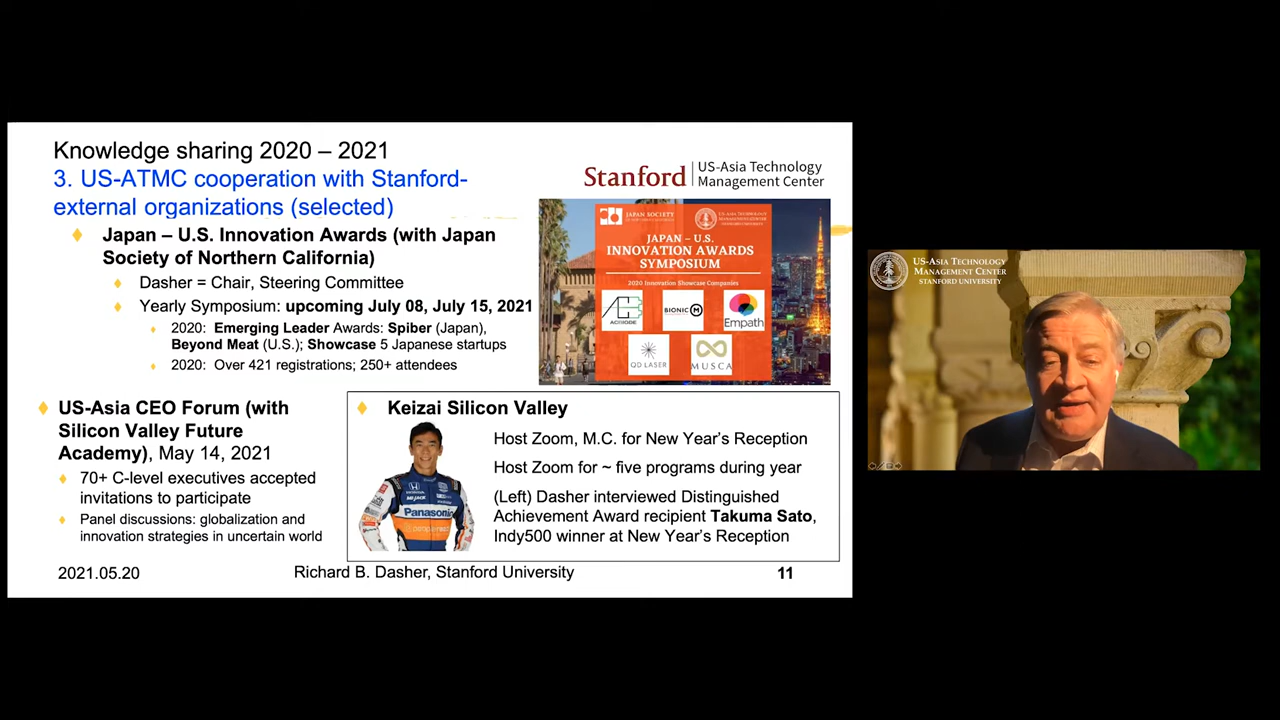 Knowledge sharing 2020 – 2021
3. US-ATMC cooperation with Stanford-
external organizations (selected)
Stanford
US-Asia Technology
Management Center
Japan – U.S. Innovation Awards (with Japan
Society of Northern California)
Dasher = Chair, Steering Committee
Yearly Symposium: upcoming July 08, July 15, 2021
2020: Emerging Leader Awards: Spiber (Japan),
Beyond Meat (U.S.); Showcase 5 Japanese startups
2020: Over 421 registrations; 250+ attendees
JAPAN SOCIETY
US-ASIA TECHNOLOGY
MANAGEMENT CENTER
JAPAN – U.S.
INNOVATION AWARDS
SYMPOSIUM
2020 Innovation Showcase Companies
ACRIODE
BIONIC M
Empath
QD LASER
MUSCA
US-Asia CEO Forum (with
Silicon Valley Future
Academy), May 14, 2021
70+ C-level executives accepted
invitations to participate
Panel discussions: globalization and
innovation strategies in uncertain world
Keizai Silicon Valley
Host Zoom, M.C. for New Year's Reception
Host Zoom for ~ five programs during year
(Left) Dasher interviewed Distinguished
Achievement Award recipient Takuma Sato,
Indy500 winner at New Year's Reception
HONDA
Panasonic
2021.05.20
Richard B. Dasher, Stanford University
11
US-ASIA TECHNOLOGY
MANAGEMENT CENTER
STANFORD UNIVERSITY